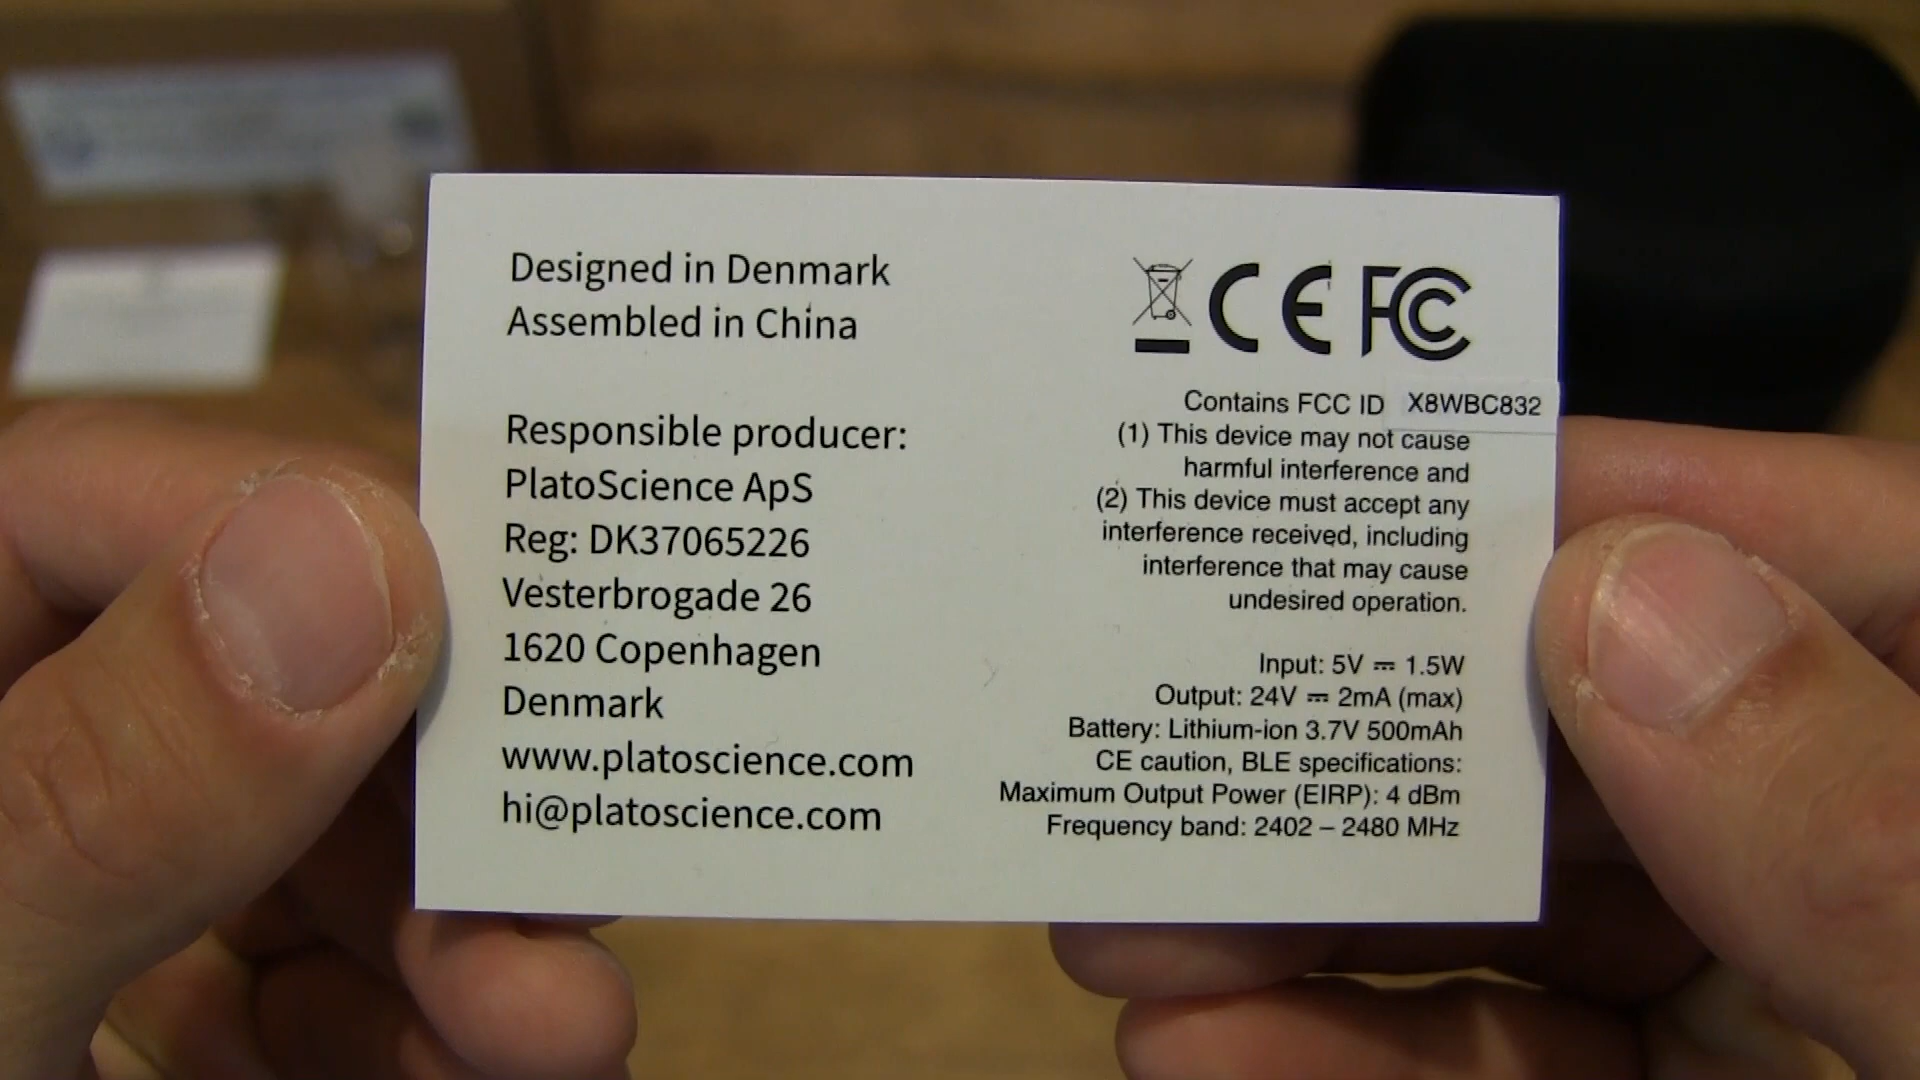 Designed in Denmark
Assembled in China
Responsible producer:
PlatoScience ApS
Reg: DK37065226
Vesterbrogade 26
1620 Copenhagen
Denmark
www.platoscience.com
hi@platoscience.com
CE FC
Contains FCC ID X8WBC832
(1) This device may not cause
harmful interference and
(2) This device must accept any
interference received, including
interference that may cause
undesired operation.
Input: 5V ⎓ 1.5W
Output: 24V ⎓ 2mA (max)
Battery: Lithium-ion 3.7V 500mAh
CE caution, BLE specifications:
Maximum Output Power (EIRP): 4 dBm
Frequency band: 2402 – 2480 MHz